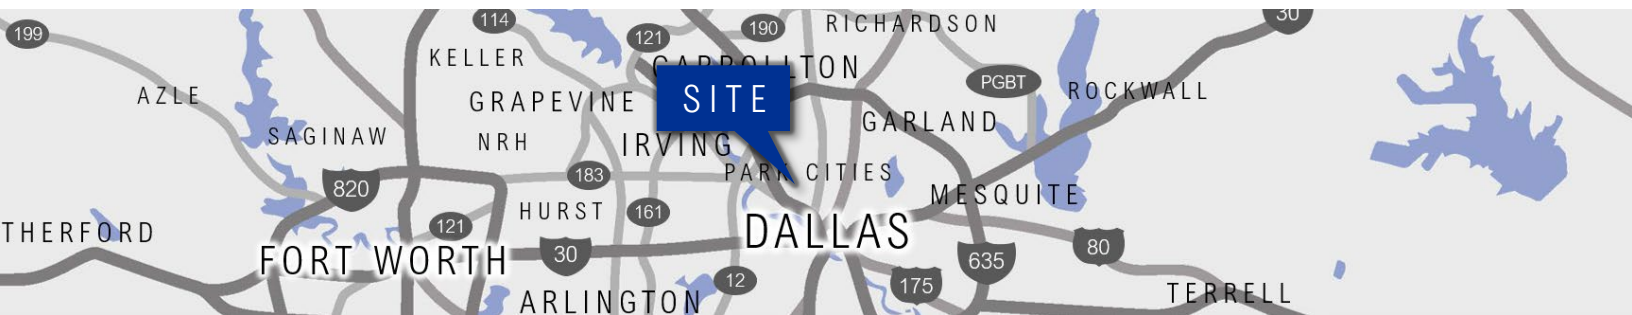 114
30
199
121
190
RICHARDSON
KELLER
CARROLLTON
PGBT
ROCKWALL
AZLE
GRAPEVINE
SITE
GARLAND
SAGINAW
NRH
IRVING
820
183
PARK CITIES
MESQUITE
HURST
161
121
THERFORD
DALLAS
80
FORT WORTH
30
635
12
175
ARLINGTON
TERRELL